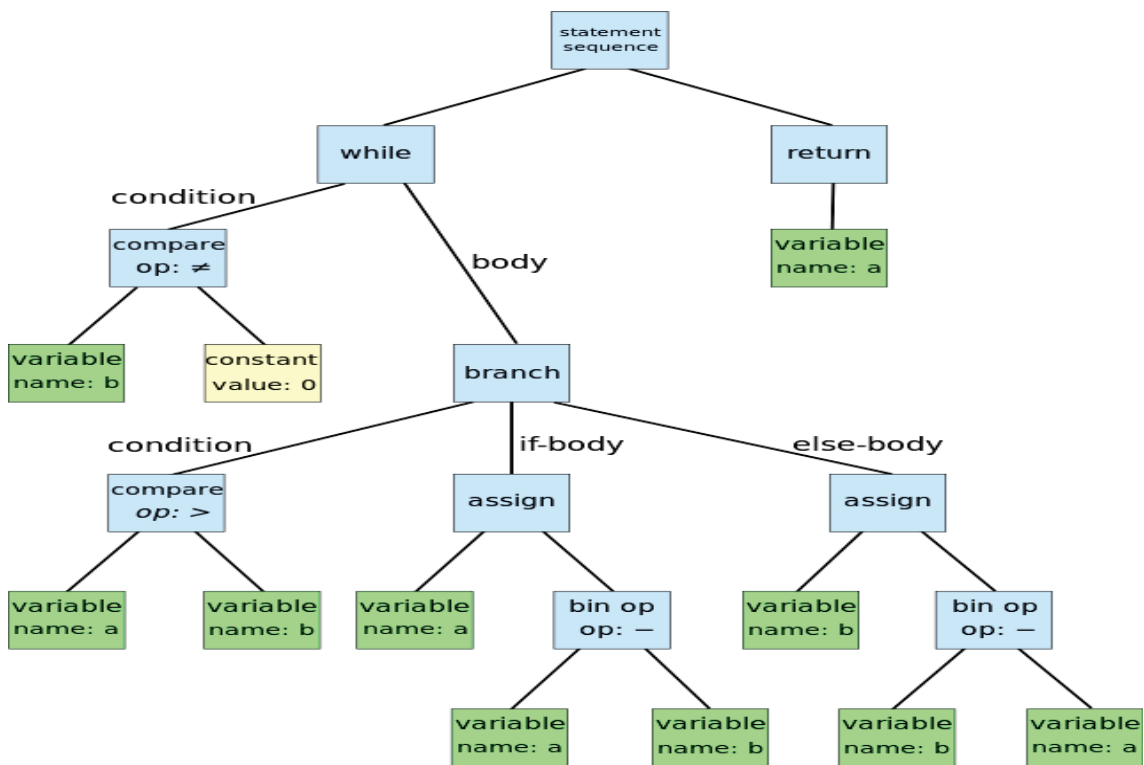 statement
sequence
while
return
condition
compare
op: ≠
body
variable
name: a
variable
name: b
constant
value: 0
branch
condition
if-body
else-body
compare
op: >
assign
assign
variable
name: a
variable
name: b
variable
name: a
bin op
op: −
variable
name: b
bin op
op: −
variable
name: a
variable
name: b
variable
name: b
variable
name: a